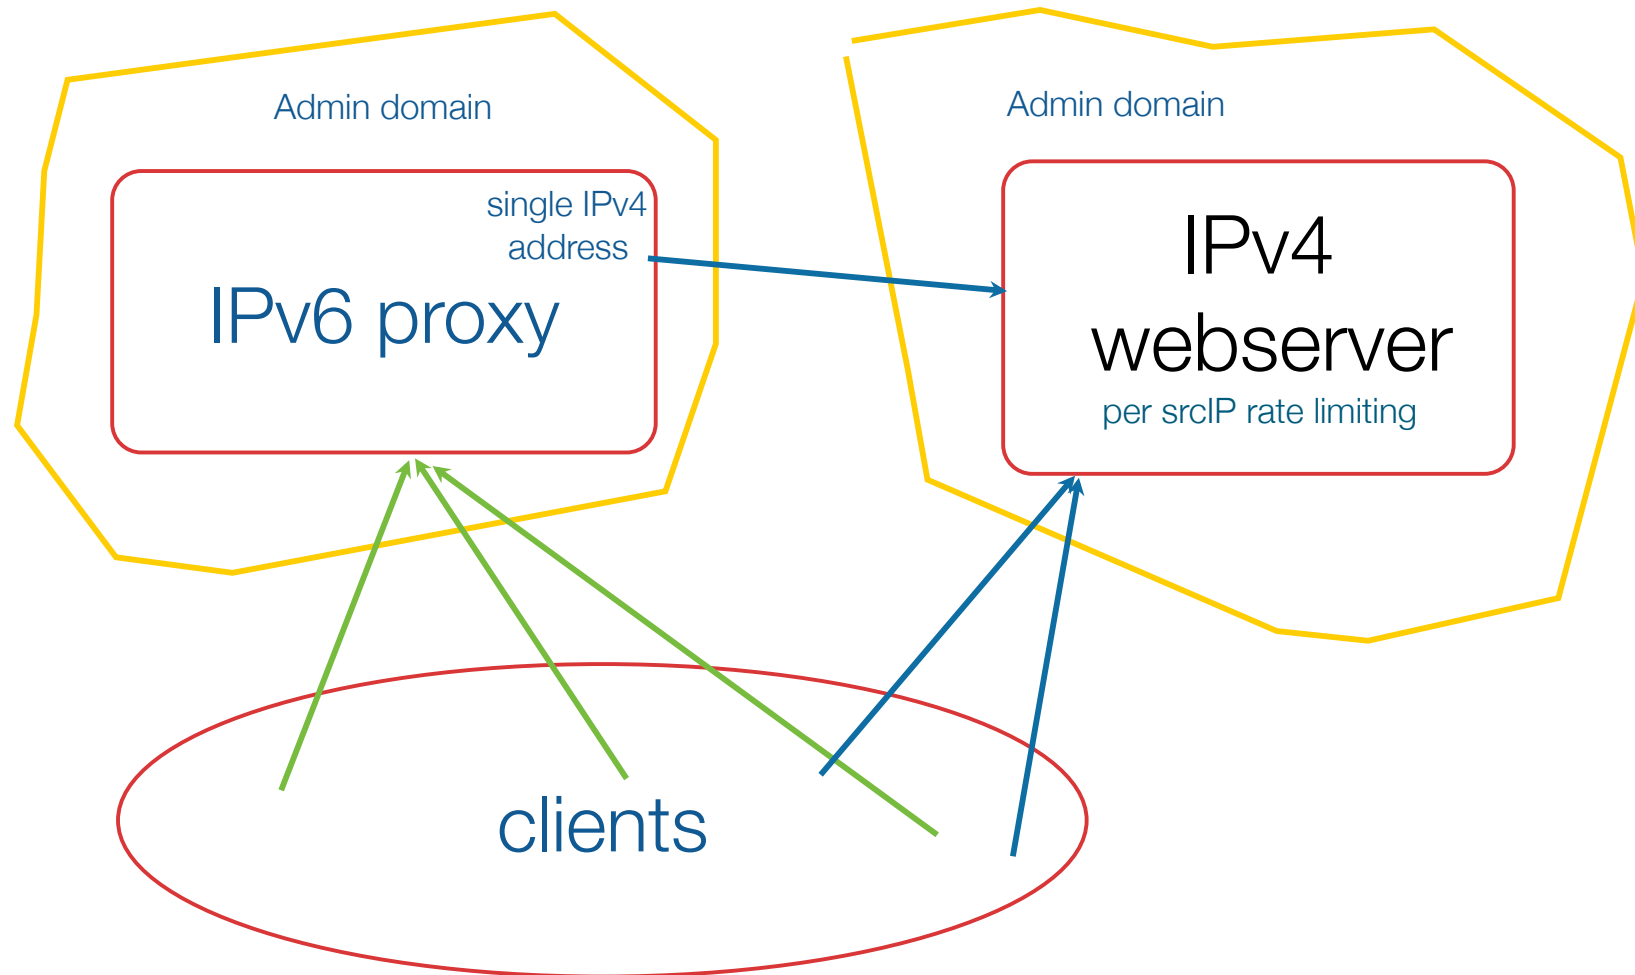 Admin domain
single IPv4
address
IPv6 proxy
Admin domain
IPv4
webserver
per srcIP rate limiting
clients